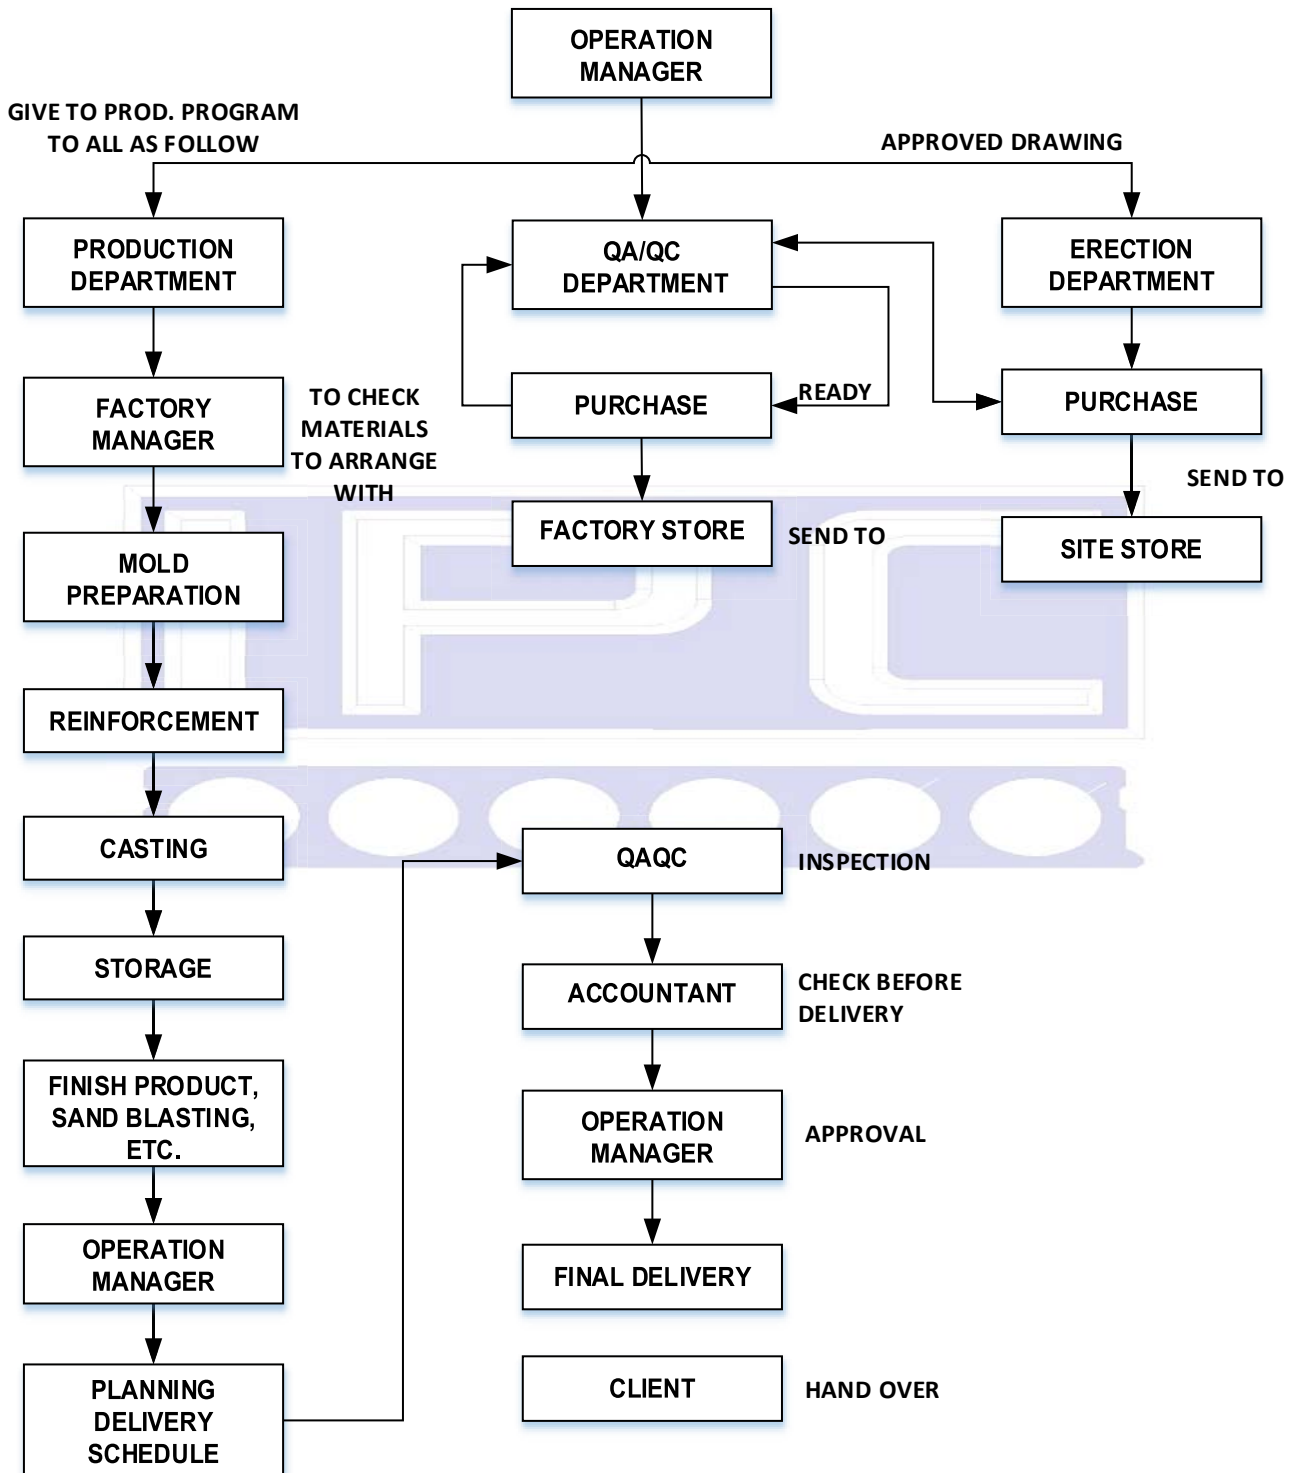 OPERATION
MANAGER
GIVE TO PROD. PROGRAM
TO ALL AS FOLLOW
APPROVED DRAWING
PRODUCTION
DEPARTMENT
QA/QC
DEPARTMENT
ERECTION
DEPARTMENT
FACTORY
MANAGER
TO CHECK
MATERIALS
TO ARRANGE
WITH
PURCHASE
READY
PURCHASE
SEND TO
FACTORY STORE
SEND TO
SITE STORE
MOLD
PREPARATION
IPC
REINFORCEMENT
CASTING
QAQC
INSPECTION
STORAGE
ACCOUNTANT
CHECK BEFORE
DELIVERY
FINISH PRODUCT,
SAND BLASTING,
ETC.
OPERATION
MANAGER
APPROVAL
OPERATION
MANAGER
FINAL DELIVERY
PLANNING
DELIVERY
SCHEDULE
CLIENT
HAND OVER